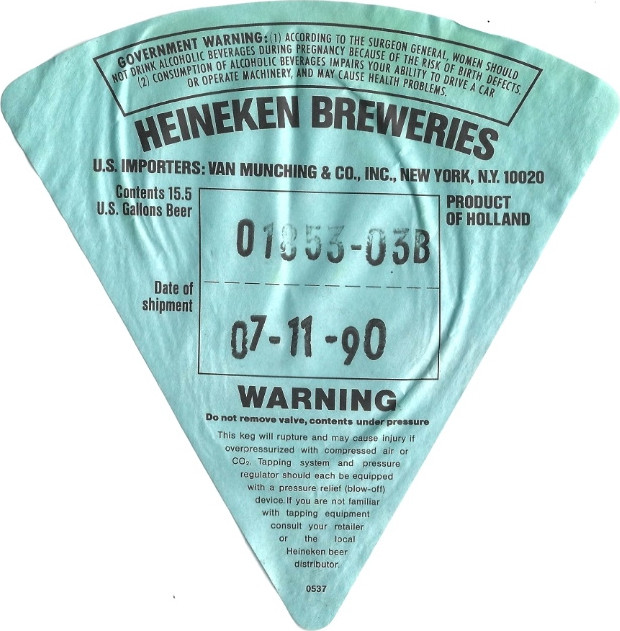 GOVERNMENT WARNING: (1) ACCORDING TO THE SURGEON GENERAL, WOMEN SHOULD
NOT DRINK ALCOHOLIC BEVERAGES DURING PREGNANCY BECAUSE OF THE RISK OF BIRTH DEFECTS.
(2) CONSUMPTION OF ALCOHOLIC BEVERAGES IMPAIRS YOUR ABILITY TO DRIVE A CAR
OR OPERATE MACHINERY, AND MAY CAUSE HEALTH PROBLEMS.
HEINEKEN BREWERIES
U.S. IMPORTERS: VAN MUNCHING & CO., INC., NEW YORK, N.Y. 10020
Contents 15.5
U.S. Gallons Beer
PRODUCT
OF HOLLAND
01853-03B
Date of
shipment
07-11-90
WARNING
Do not remove valve, contents under pressure
This keg will rupture and may cause injury if
overpressurized with compressed air or
CO₂. Tapping system and pressure
regulator should each be equipped
with a pressure relief (blow-off)
device. If you are not familiar
with tapping equipment
consult your retailer
or the local
Heineken beer
distributor.
0537